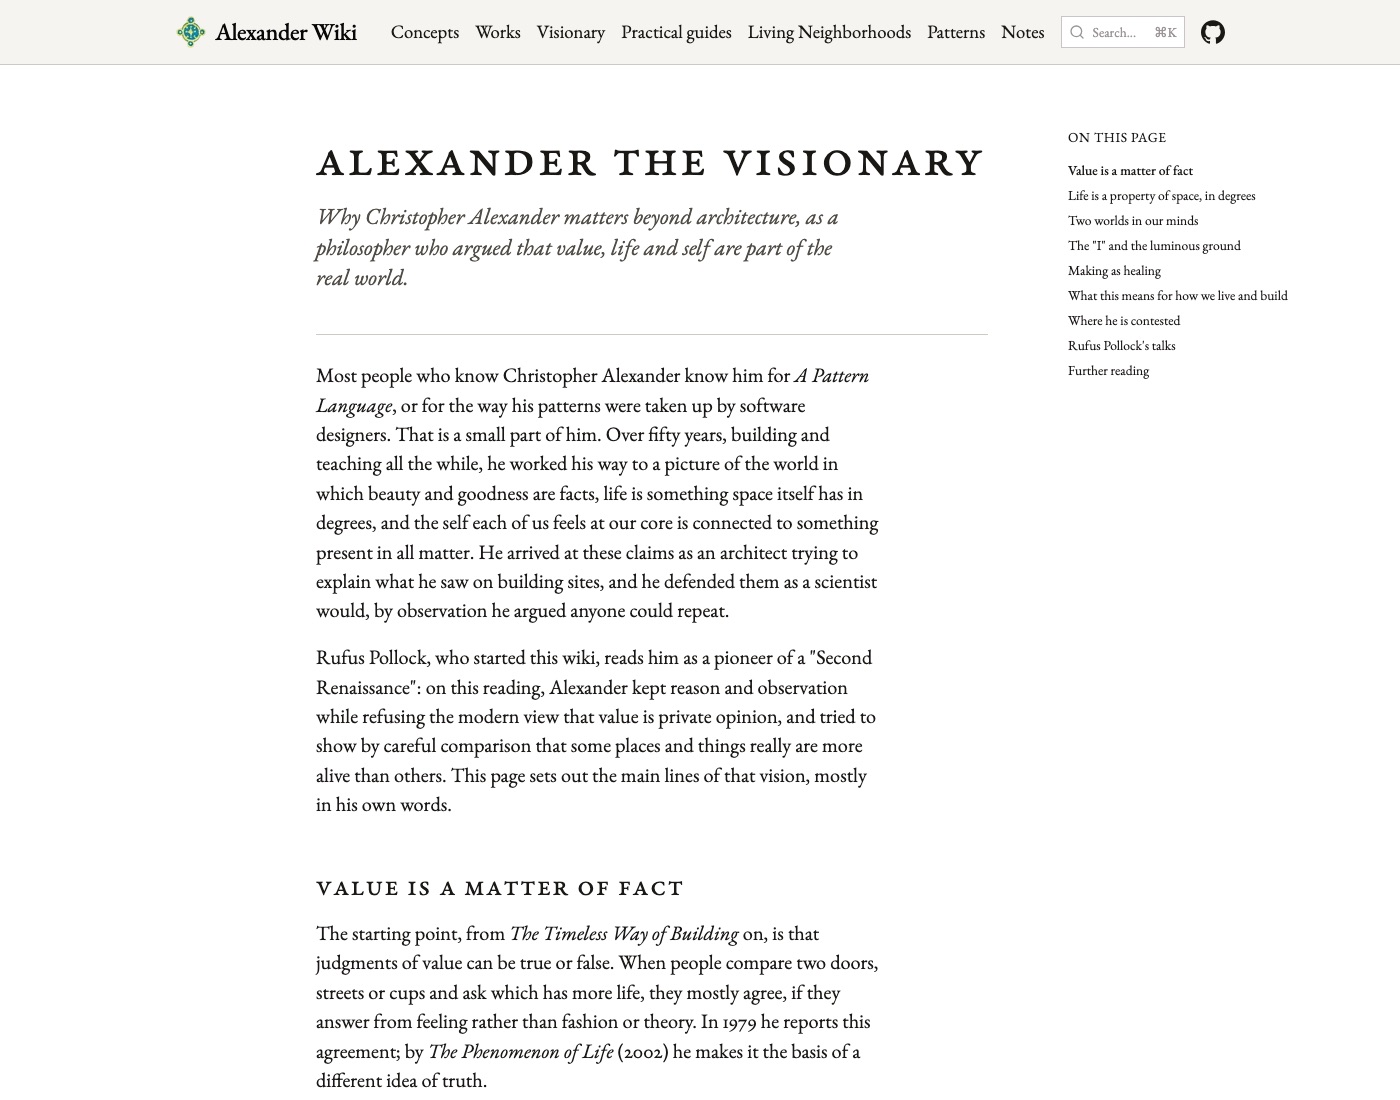 Alexander Wiki
Concepts Works Visionary Practical guides Living Neighborhoods Patterns Notes
Search... ⌘K
ALEXANDER THE VISIONARY
Why Christopher Alexander matters beyond architecture, as a
philosopher who argued that value, life and self are part of the
real world.
Most people who know Christopher Alexander know him for A Pattern
Language, or for the way his patterns were taken up by software
designers. That is a small part of him. Over fifty years, building and
teaching all the while, he worked his way to a picture of the world in
which beauty and goodness are facts, life is something space itself has in
degrees, and the self each of us feels at our core is connected to something
present in all matter. He arrived at these claims as an architect trying to
explain what he saw on building sites, and he defended them as a scientist
would, by observation he argued anyone could repeat.
Rufus Pollock, who started this wiki, reads him as a pioneer of a "Second
Renaissance": on this reading, Alexander kept reason and observation
while refusing the modern view that value is private opinion, and tried to
show by careful comparison that some places and things really are more
alive than others. This page sets out the main lines of that vision, mostly
in his own words.
VALUE IS A MATTER OF FACT
The starting point, from The Timeless Way of Building on, is that
judgments of value can be true or false. When people compare two doors,
streets or cups and ask which has more life, they mostly agree, if they
answer from feeling rather than fashion or theory. In 1979 he reports this
agreement; by The Phenomenon of Life (2002) he makes it the basis of a
different idea of truth.
ON THIS PAGE
Value is a matter of fact
Life is a property of space, in degrees
Two worlds in our minds
The "I" and the luminous ground
Making as healing
What this means for how we live and build
Where he is contested
Rufus Pollock's talks
Further reading